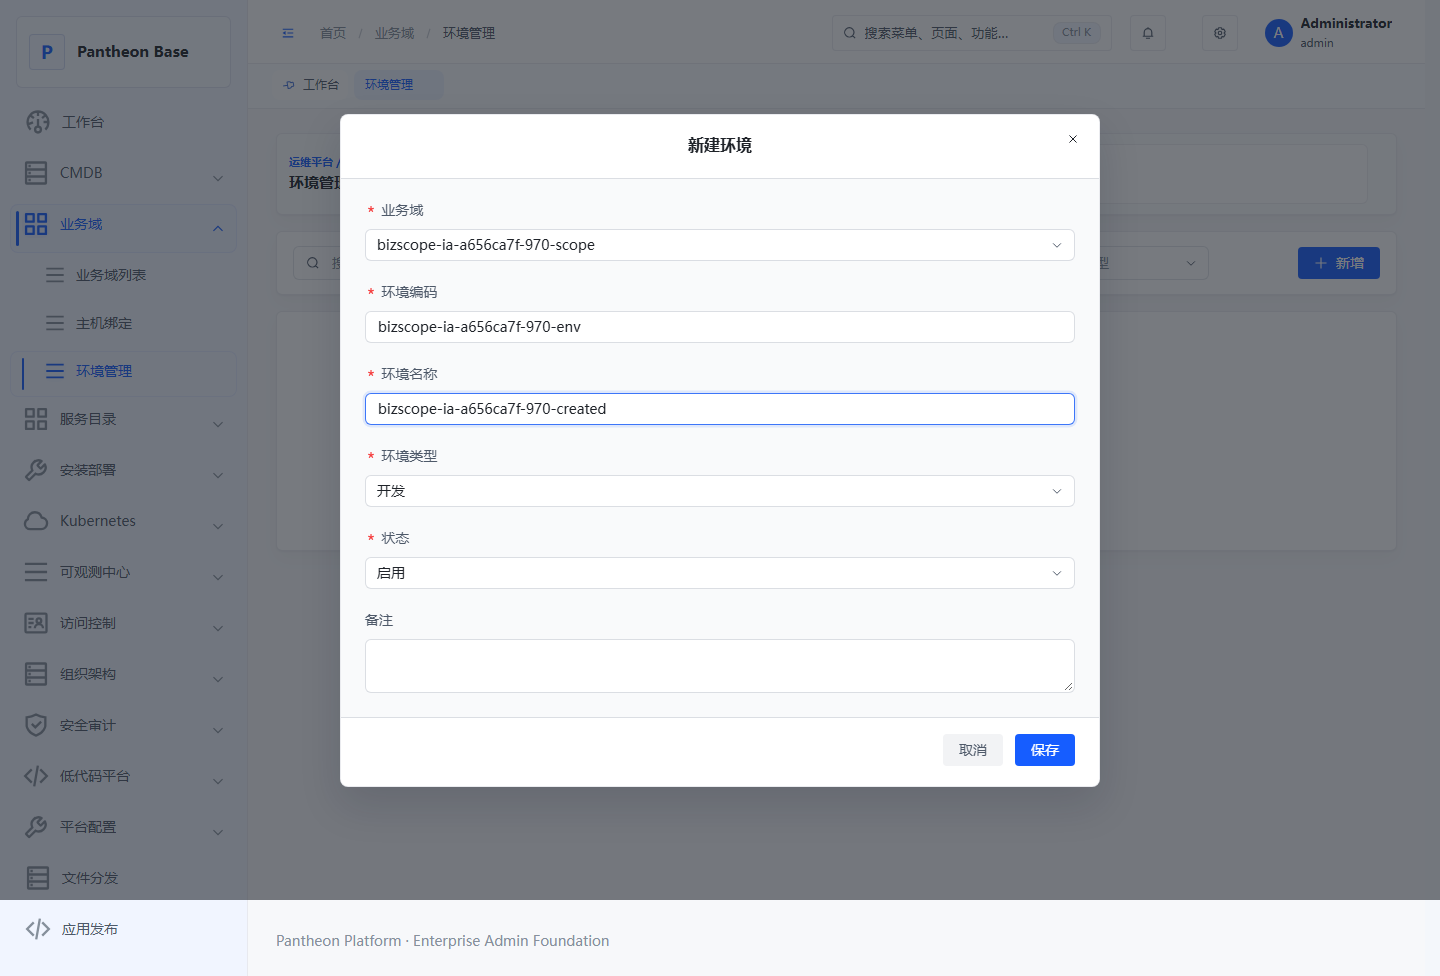 P
Pantheon Base
首页 / 业务域 / 环境管理
搜索菜单、页面、功能...
Ctrl K
A
Administrator
admin
工作台
环境管理
工作台
CMDB
业务域
业务域列表
主机绑定
环境管理
服务目录
安装部署
Kubernetes
可观测中心
访问控制
组织架构
安全审计
低代码平台
平台配置
文件分发
应用发布
运维平台 /
环境管
型
新增
新建环境
* 业务域
bizscope-ia-a656ca7f-970-scope
* 环境编码
bizscope-ia-a656ca7f-970-env
* 环境名称
bizscope-ia-a656ca7f-970-created
* 环境类型
开发
* 状态
启用
备注
取消
保存
Pantheon Platform · Enterprise Admin Foundation